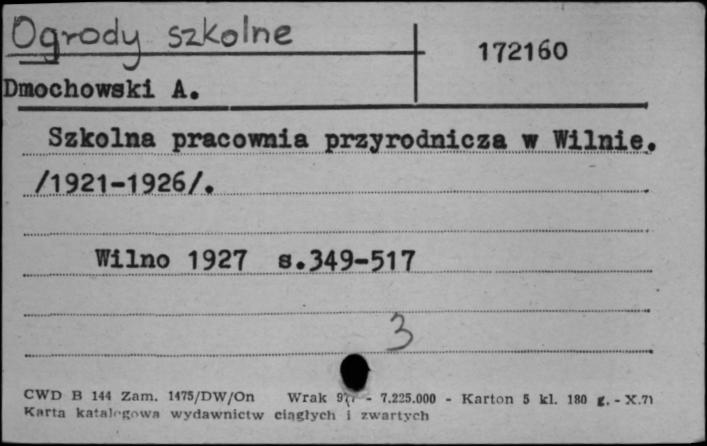 Ogrody szkolne
172160
Dmochowski A.
Szkolna pracownia przyrodnicza w Wilnie.
/1921-1926/.
Wilno 1927 s.349-517
3
CWD B 144 Zam. 1475/DW/On Wrak - 7.225.000 - Karton 5 kl. 180 g. - X.71
Karta katalogowa wydawnictw ciągłych i zwartych